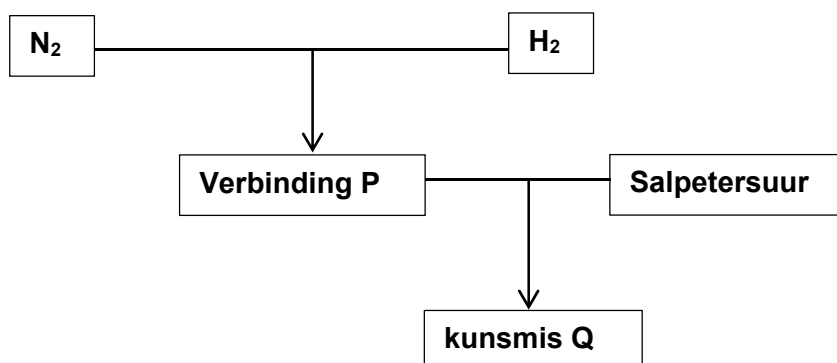 N₂
H₂
Verbinding P
Salpetersuur
kunsmis Q